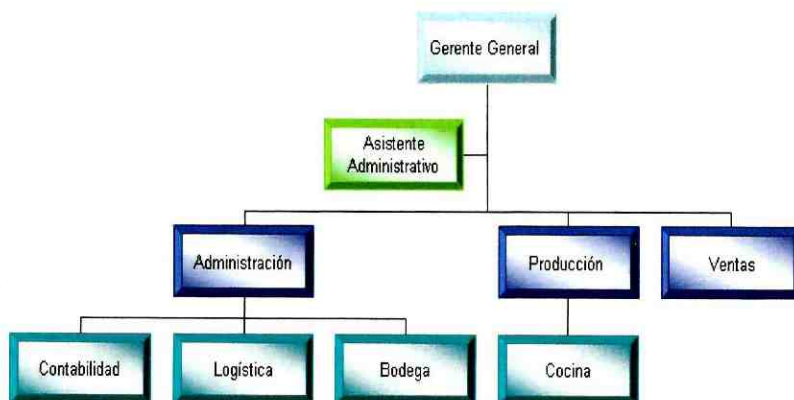 Gerente General
Asistente
Administrativo
Administración
Producción
Ventas
Contabilidad
Logística
Bodega
Cocina